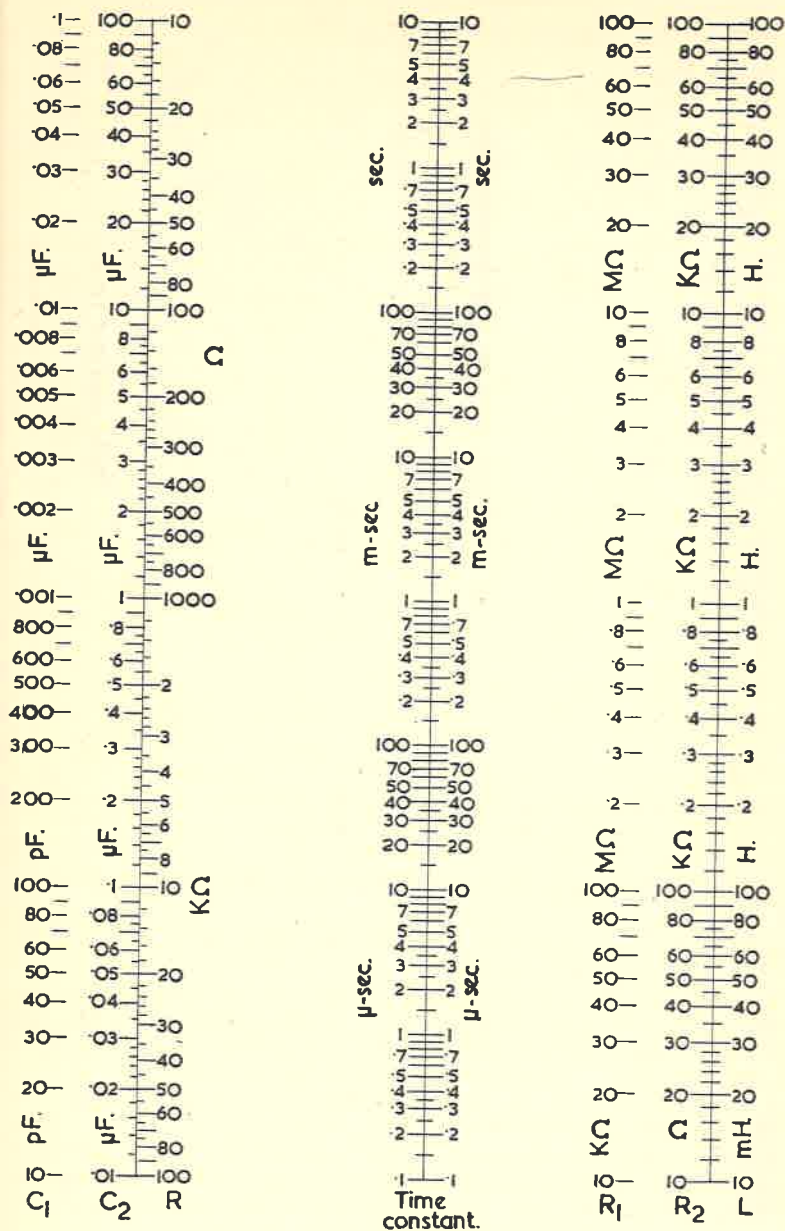 ·1 100 10 10 10 100 100 100
·08 80 7 7 80 80 80
·06 60 5 5 60 60 60
4 4
·05 50 20 3 3 50 50 50
·04 40 2 2 40 40 40
30
·03 30 sec. 1 1 sec. 30 30 30
40 ·7 ·7
·02 20 50 ·5 ·5 20 20 20
·4 ·4
60 ·3 ·3
µF. µF. ·2 ·2 MΩ KΩ H.
80
·01 10 100 100 100 10 10 10
·008 8 70 70 8 8 8
Ω 50 50
·006 6 40 40 6 6 6
·005 5 200 30 30 5 5 5
·004 4 20 20 4 4 4
300
·003 3 10 10 3 3 3
400 7 7
·002 2 500 5 5 2 2 2
4 4
600 3 3
µF. µF. m-sec 2 2 m-sec. MΩ KΩ H.
800
·001 1 1000 1 1 1 1 1
800 ·8 ·7 ·7 ·8 ·8 ·8
·5 ·5
600 ·6 ·4 ·4 ·6 ·6 ·6
500 ·5 2 ·3 ·3 ·5 ·5 ·5
400 ·4 ·2 ·2 ·4 ·4 ·4
3
300 ·3 100 100 ·3 ·3 ·3
4 70 70
50 50
200 ·2 5 40 40 ·2 ·2 ·2
6 30 30
pF. µF. 20 20 MΩ KΩ H.
8
100 ·1 10 KΩ 10 10 100 100 100
80 ·08 7 7 80 80 80
5 5
60 ·06 4 4 60 60 60
50 ·05 20 3 3 50 50 50
40 ·04 µ-sec. 2 2 µ-sec. 40 40 40
30
30 ·03 1 1 30 30 30
40 ·7 ·7
·5 ·5
20 ·02 50 ·4 ·4 20 20 20
60 ·3 ·3
pF. µF. ·2 ·2 KΩ Ω mH.
80
10 ·01 100 ·1 ·1 10 10 10
C₁ C₂ R Time R₁ R₂ L
constant.